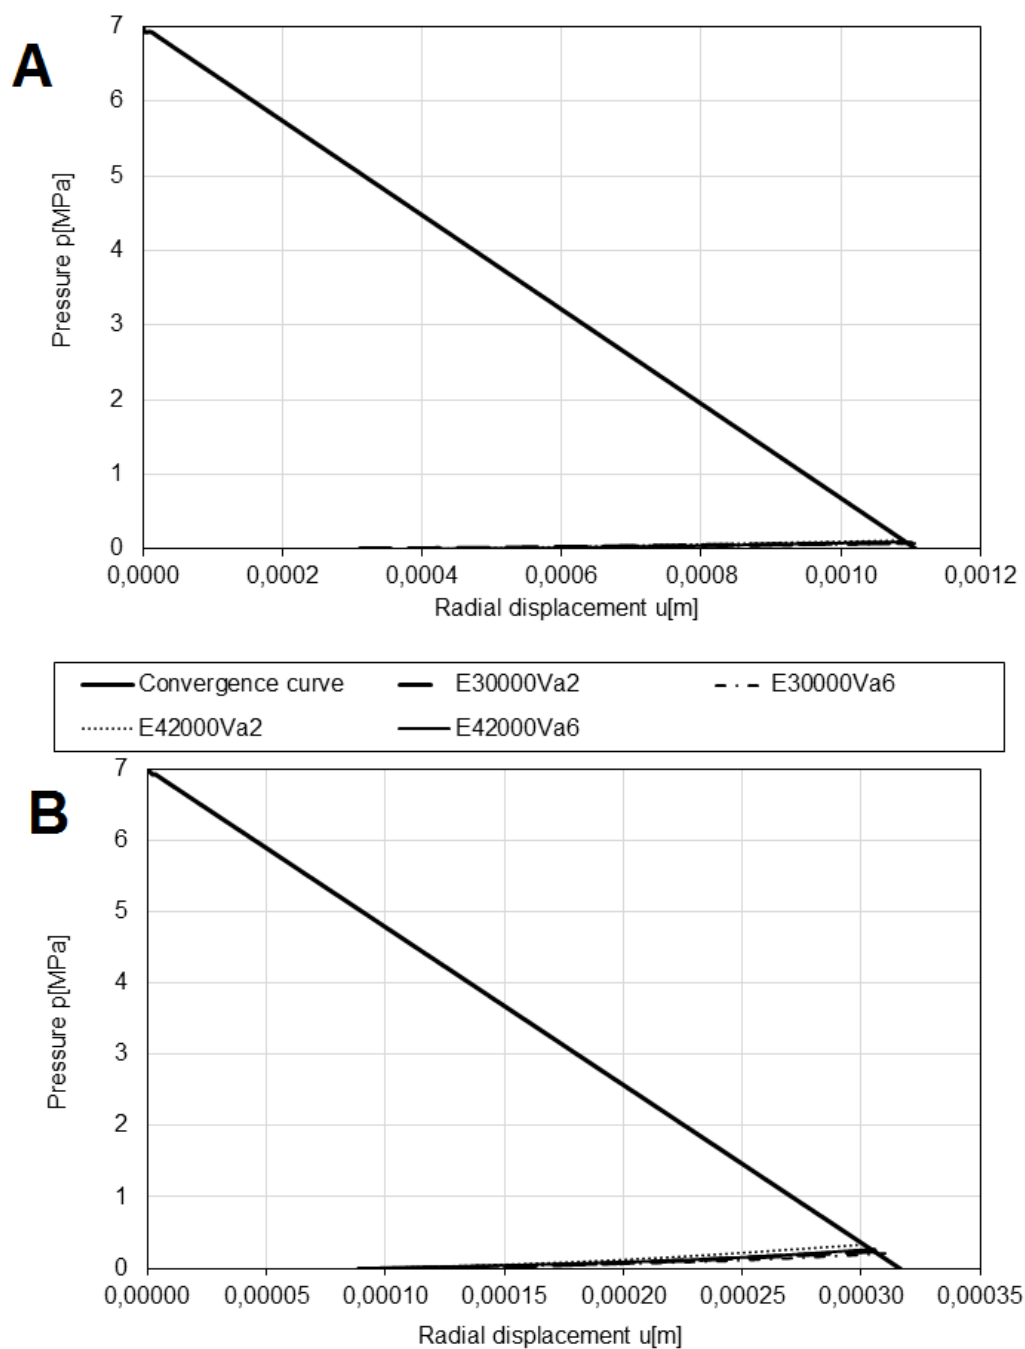 A
7
6
5
4
3
2
1
0
Pressure p[MPa]
0,0000 0,0002 0,0004 0,0006 0,0008 0,0010 0,0012
Radial displacement u[m]
Convergence curve E30000Va2 E30000Va6
E42000Va2 E42000Va6
B
7
6
5
4
3
2
1
0
Pressure p[MPa]
0,00000 0,00005 0,00010 0,00015 0,00020 0,00025 0,00030 0,00035
Radial displacement u[m]